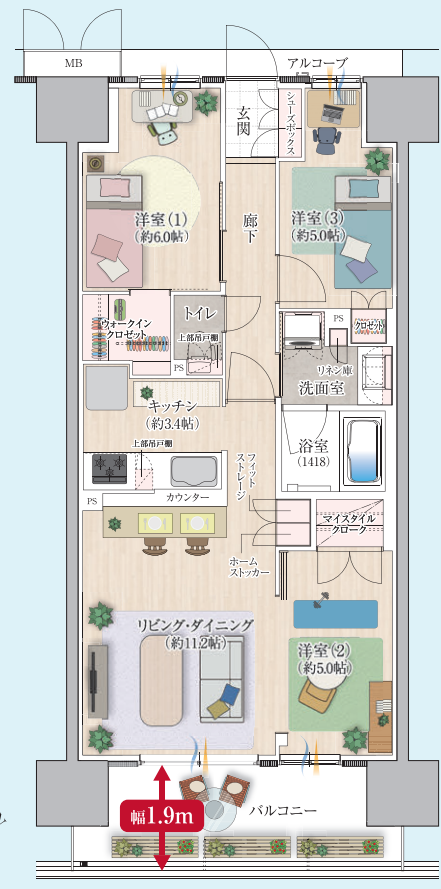 MB
アルコーブ
玄関
シューズボックス
洋室(1)
(約6.0帖)
廊下
洋室(3)
(約5.0帖)
ウォークイン
クロゼット
トイレ
上部吊戸棚
PS
PS
クロゼット
リネン庫
洗面室
キッチン
(約3.4帖)
上部吊戸棚
浴室
(1418)
フィット
ストレージ
PS
カウンター
マイスタイル
クローク
ホーム
ストッカー
リビング・ダイニング
(約11.2帖)
洋室(2)
(約5.0帖)
幅1.9m
バルコニー